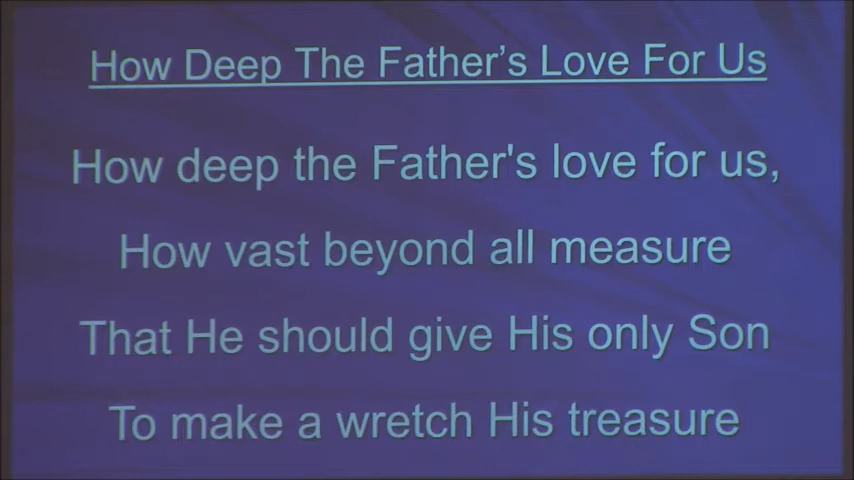 How Deep The Father’s Love For Us
How deep the Father's love for us,
How vast beyond all measure
That He should give His only Son
To make a wretch His treasure